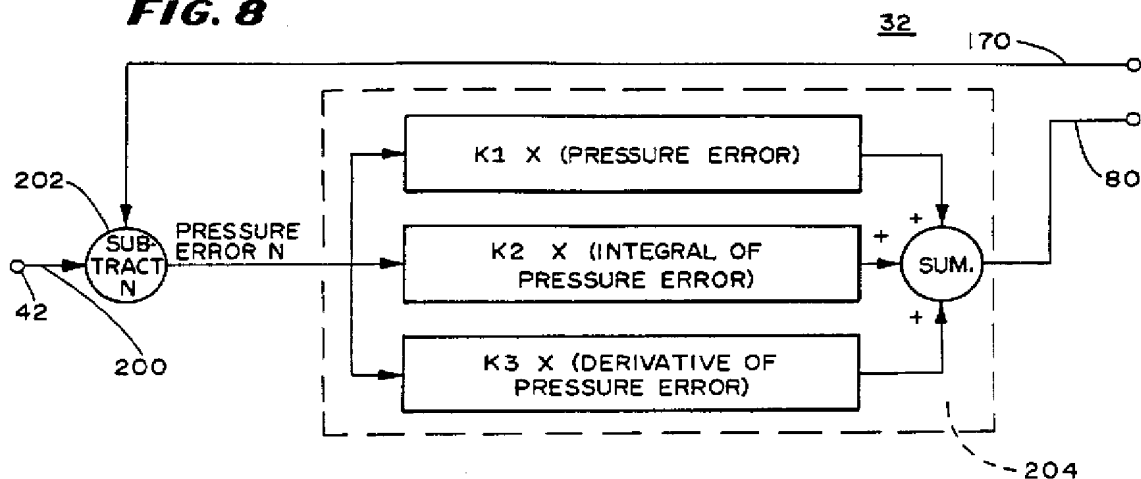 FIG. 8
32
170
80
K1 X (PRESSURE ERROR)
202
PRESSURE
ERROR N
SUB-
TRACT
N
+
+
K2 X (INTEGRAL OF
PRESSURE ERROR)
SUM.
42
200
+
K3 X (DERIVATIVE OF
PRESSURE ERROR)
204